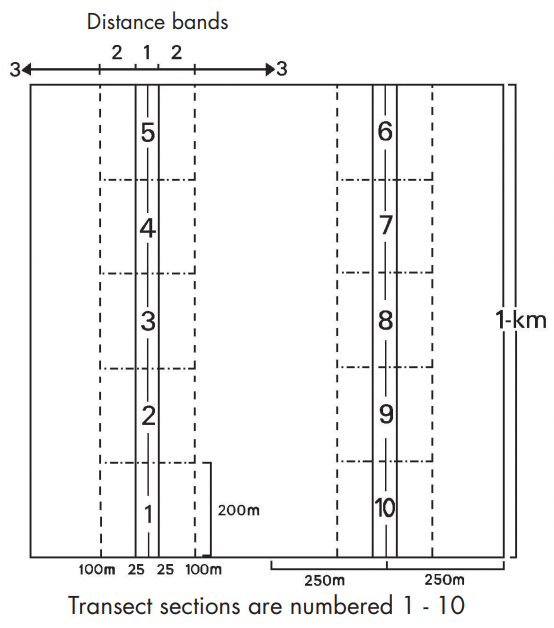 Distance bands
2 1 2
3 3
5 6
4 7
3 8
1-km
2 9
1 200m 10
100m 25 25 100m
250m 250m
Transect sections are numbered 1 - 10